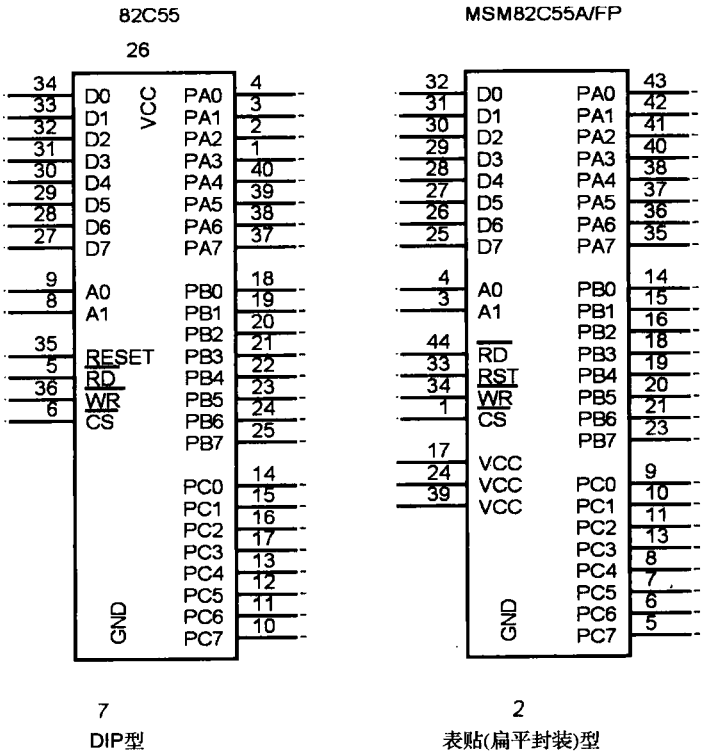 82C55
26
34 D0 VCC PA0 4
33 D1 PA1 3
32 D2 PA2 2
31 D3 PA3 1
30 D4 PA4 40
29 D5 PA5 39
28 D6 PA6 38
27 D7 PA7 37
9 A0 PB0 18
8 A1 PB1 19
PB2 20
35 RESET PB3 21
5 RD PB4 22
36 WR PB5 23
6 CS PB6 24
PB7 25
PC0 14
PC1 15
PC2 16
PC3 17
PC4 13
PC5 12
GND PC6 11
PC7 10
7
DIP型
MSM82C55A/FP
32 D0 PA0 43
31 D1 PA1 42
30 D2 PA2 41
29 D3 PA3 40
28 D4 PA4 38
27 D5 PA5 37
26 D6 PA6 36
25 D7 PA7 35
4 A0 PB0 14
3 A1 PB1 15
PB2 16
44 RD PB3 18
33 RST PB4 19
34 WR PB5 20
1 CS PB6 21
PB7 23
17 VCC
24 VCC PC0 9
39 VCC PC1 10
PC2 11
PC3 13
PC4 8
PC5 7
GND PC6 6
PC7 5
2
表贴(扁平封装)型